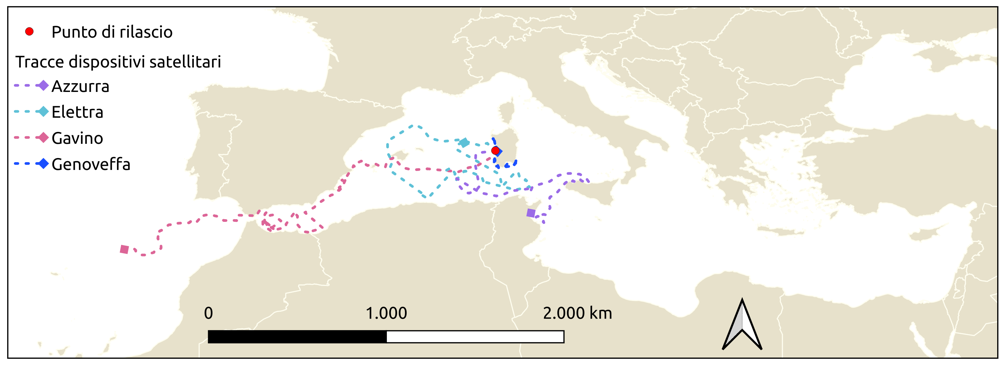 Punto di rilascio
Tracce dispositivi satellitari
Azzurra
Elettra
Gavino
Genoveffa
0 1.000 2.000 km